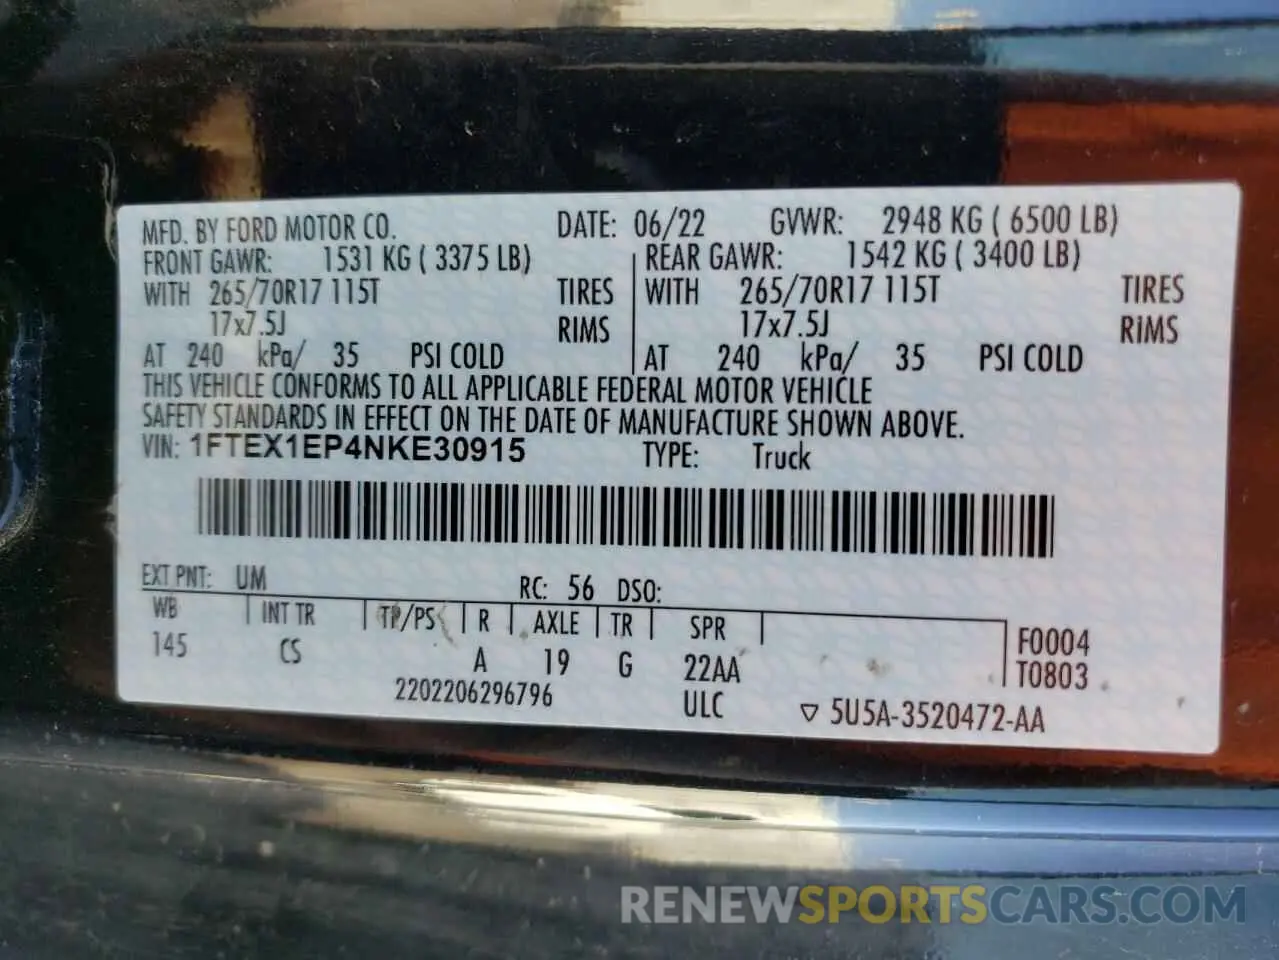 MFD. BY FORD MOTOR CO. DATE: 06/22 GVWR: 2948 KG ( 6500 LB)
FRONT GAWR: 1531 KG ( 3375 LB) REAR GAWR: 1542 KG ( 3400 LB)
WITH 265/70R17 115T TIRES WITH 265/70R17 115T TIRES
17x7.5J RIMS 17x7.5J RIMS
AT 240 kPa/ 35 PSI COLD AT 240 kPa/ 35 PSI COLD
THIS VEHICLE CONFORMS TO ALL APPLICABLE FEDERAL MOTOR VEHICLE
SAFETY STANDARDS IN EFFECT ON THE DATE OF MANUFACTURE SHOWN ABOVE.
VIN: 1FTEX1EP4NKE30915 TYPE: Truck
EXT PNT: UM RC: 56 DSO:
WB INT TR TP/PS R AXLE TR SPR F0004
145 CS A 19 G 22AA T0803
2202206296796 ULC ▽ 5U5A-3520472-AA
RENEWSPORTSCARS.COM